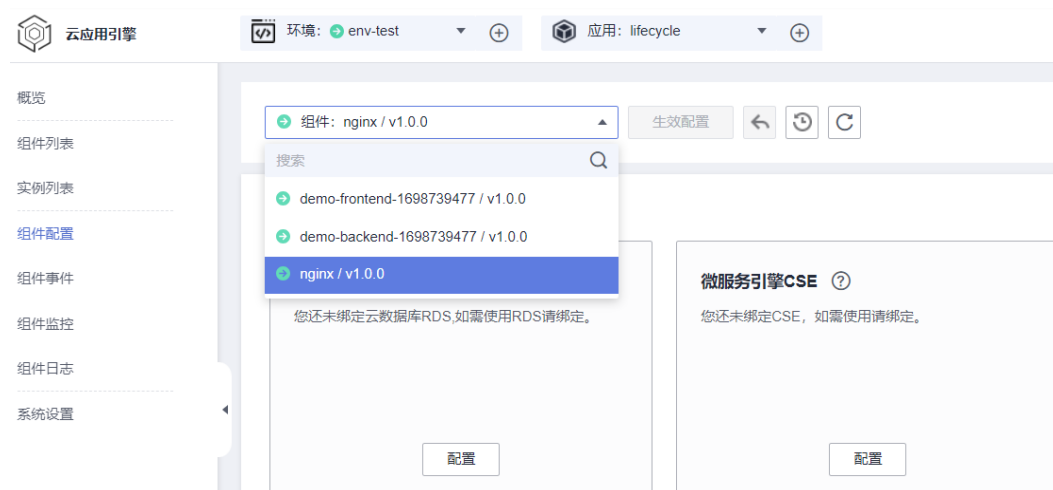 云应用引擎
环境: env-test
应用: lifecycle
概览
组件列表
实例列表
组件配置
组件事件
组件监控
组件日志
系统设置
组件: nginx / v1.0.0
生效配置
搜索
demo-frontend-1698739477 / v1.0.0
demo-backend-1698739477 / v1.0.0
nginx / v1.0.0
您还未绑定云数据库RDS,如需使用RDS请绑定。
配置
微服务引擎CSE
您还未绑定CSE，如需使用请绑定。
配置